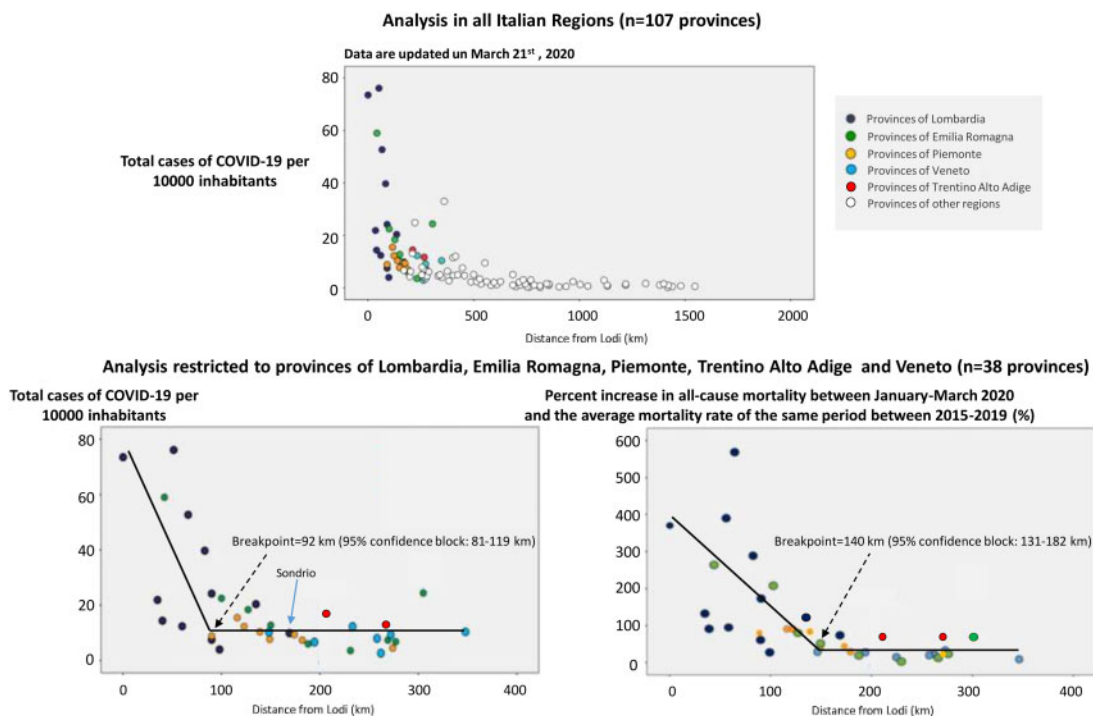 Analysis in all Italian Regions (n=107 provinces)
Data are updated un March 21st , 2020
80
60
40
20
0
Total cases of COVID-19 per
10000 inhabitants
0
500
1000
1500
2000
Distance from Lodi (km)
Provinces of Lombardia
Provinces of Emilia Romagna
Provinces of Piemonte
Provinces of Veneto
Provinces of Trentino Alto Adige
Provinces of other regions
Analysis restricted to provinces of Lombardia, Emilia Romagna, Piemonte, Trentino Alto Adige and Veneto (n=38 provinces)
Total cases of COVID-19 per
10000 inhabitants
80
60
40
20
0
Breakpoint=92 km (95% confidence block: 81-119 km)
Sondrio
0
100
200
300
400
Distance from Lodi (km)
Percent increase in all-cause mortality between January-March 2020
and the average mortality rate of the same period between 2015-2019 (%)
600
500
400
300
200
100
0
Breakpoint=140 km (95% confidence block: 131-182 km)
0
100
200
300
400
Distance from Lodi (km)